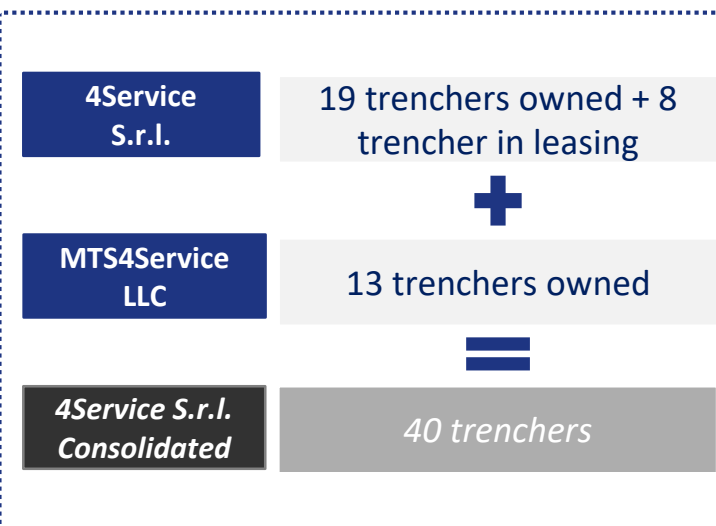 4Service
S.r.l.
19 trenchers owned + 8
trencher in leasing
MTS4Service
LLC
13 trenchers owned
4Service S.r.l.
Consolidated
40 trenchers